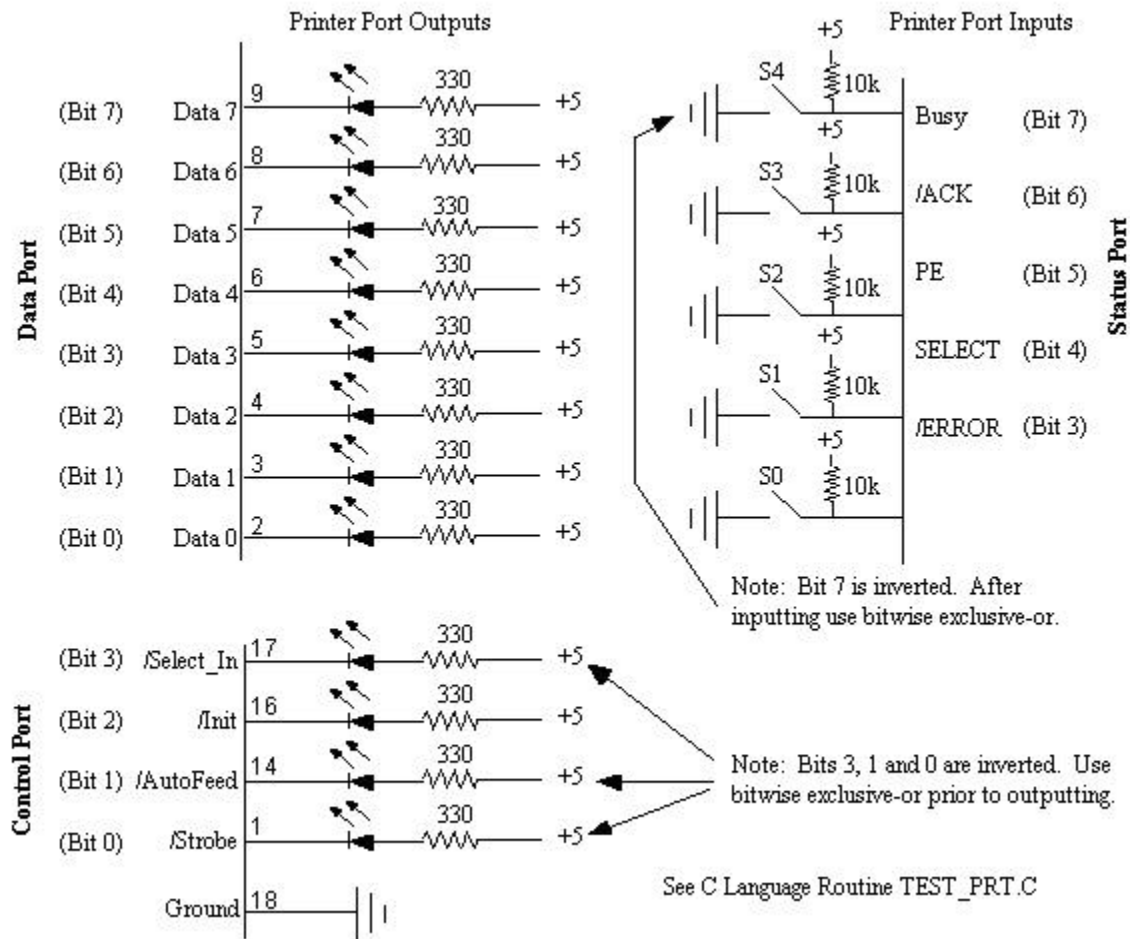 Printer Port Outputs
Data Port
(Bit 7) Data 7 9 330 +5
(Bit 6) Data 6 8 330 +5
(Bit 5) Data 5 7 330 +5
(Bit 4) Data 4 6 330 +5
(Bit 3) Data 3 5 330 +5
(Bit 2) Data 2 4 330 +5
(Bit 1) Data 1 3 330 +5
(Bit 0) Data 0 2 330 +5
Control Port
(Bit 3) /Select_In 17 330 +5
(Bit 2) /Init 16 330 +5
(Bit 1) /AutoFeed 14 330 +5
(Bit 0) /Strobe 1 330 +5
Ground 18
Printer Port Inputs
Status Port
+5
S4 10k Busy (Bit 7)
+5
S3 10k /ACK (Bit 6)
+5
S2 10k PE (Bit 5)
+5
SELECT (Bit 4)
S1 10k
/ERROR (Bit 3)
+5
S0 10k
Note: Bit 7 is inverted. After
inputting use bitwise exclusive-or.
Note: Bits 3, 1 and 0 are inverted. Use
bitwise exclusive-or prior to outputting.
See C Language Routine TEST_PRT.C